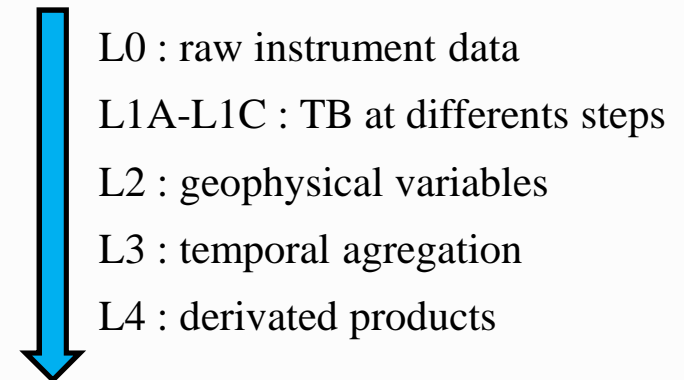 L0 : raw instrument data
L1A-L1C : TB at differents steps
L2 : geophysical variables
L3 : temporal agregation
L4 : derivated products